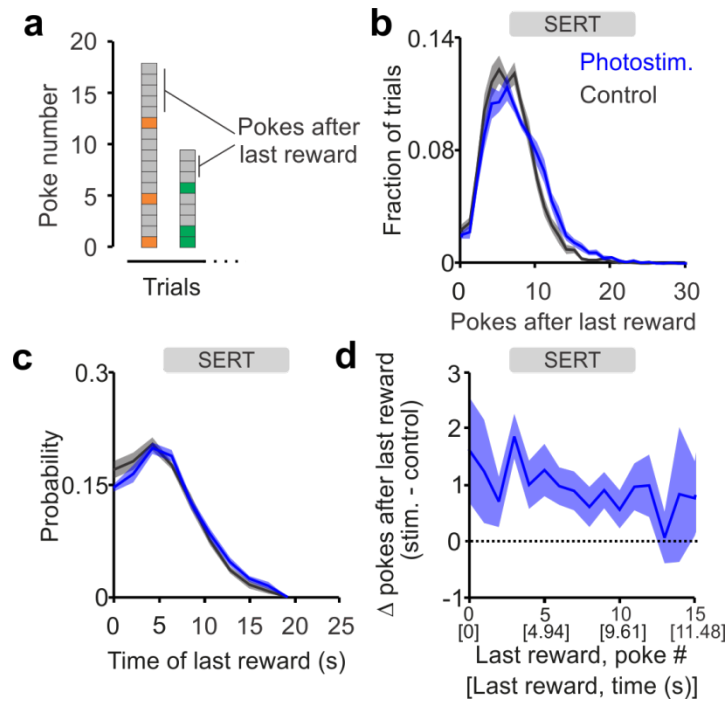 a
Poke number
20
15
10
5
0
Pokes after
last reward
Trials
b
SERT
Photostim.
Control
Fraction of trials
0.14
0.08
0
0
10
20
30
Pokes after last reward
c
SERT
Probability
0.3
0.15
0
0
5
10
15
20
25
Time of last reward (s)
d
SERT
Δ pokes after last reward
(stim. - control)
3
2
1
0
-1
0
5
10
15
[0]
[4.94]
[9.61]
[11.48]
Last reward, poke #
[Last reward, time (s)]